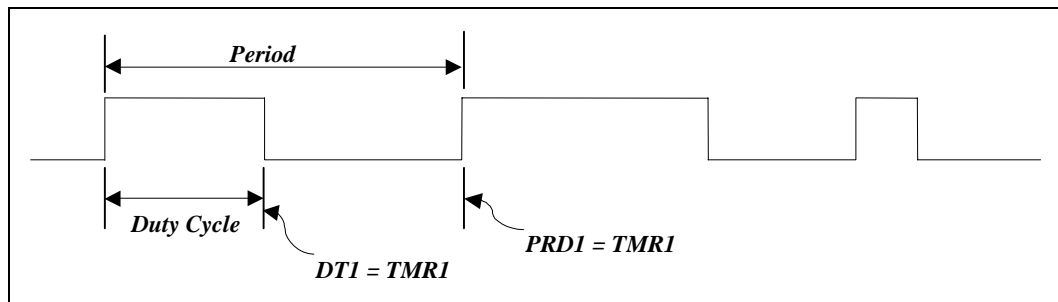 Period
Duty Cycle
DT1 = TMR1
PRD1 = TMR1